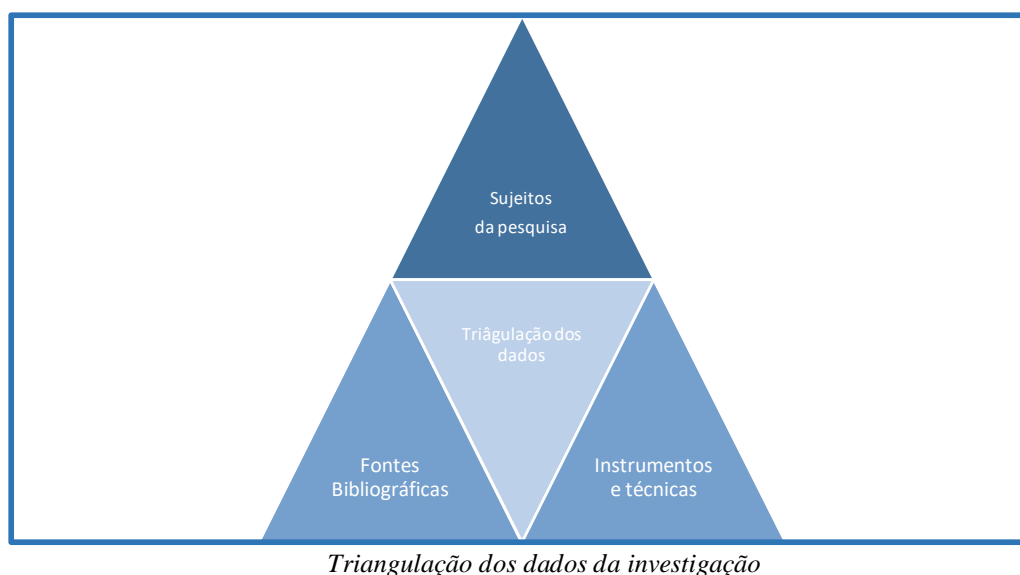 Sujeitos
da pesquisa
Triâgulação dos
dados
Fontes
Bibliográficas
Instrumentos
e técnicas
Triangulação dos dados da investigação